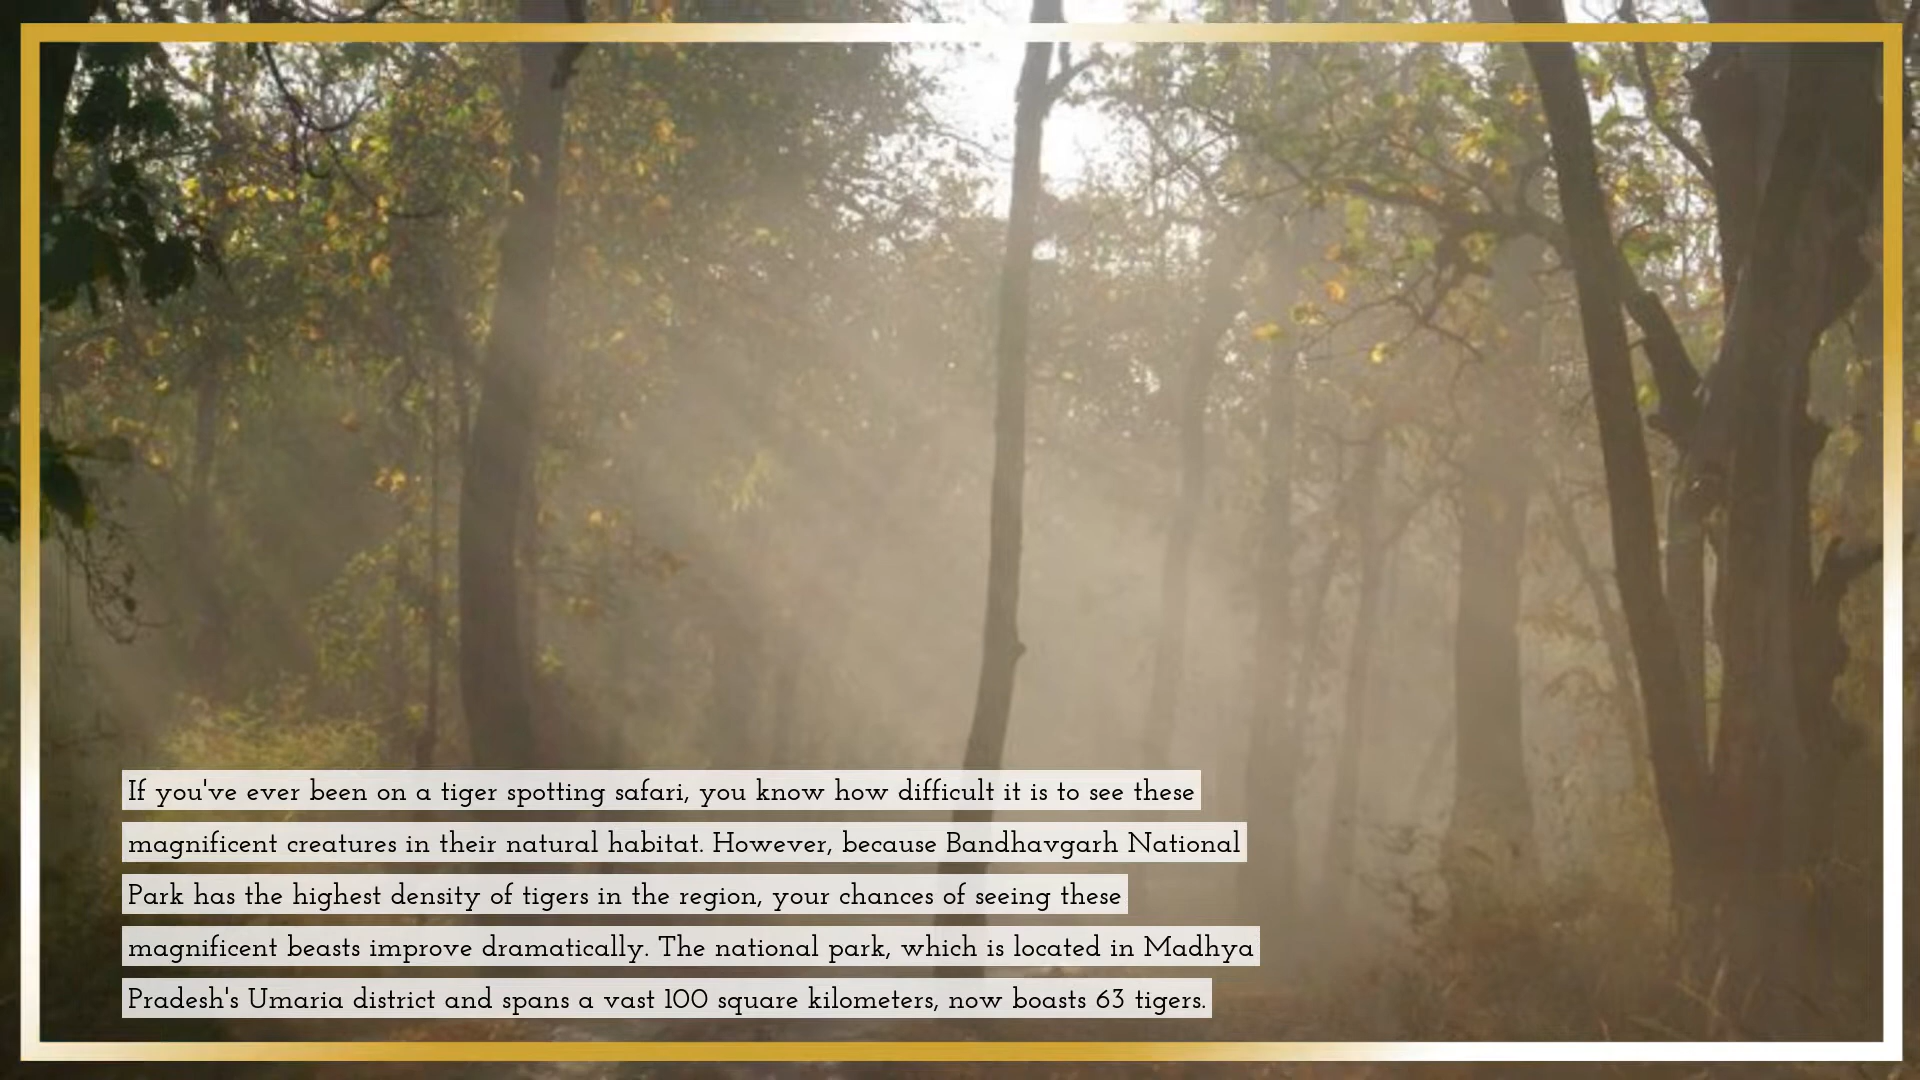 If you've ever been on a tiger spotting safari, you know how difficult it is to see these
magnificent creatures in their natural habitat. However, because Bandhavgarh National
Park has the highest density of tigers in the region, your chances of seeing these
magnificent beasts improve dramatically. The national park, which is located in Madhya
Pradesh's Umaria district and spans a vast 100 square kilometers, now boasts 63 tigers.